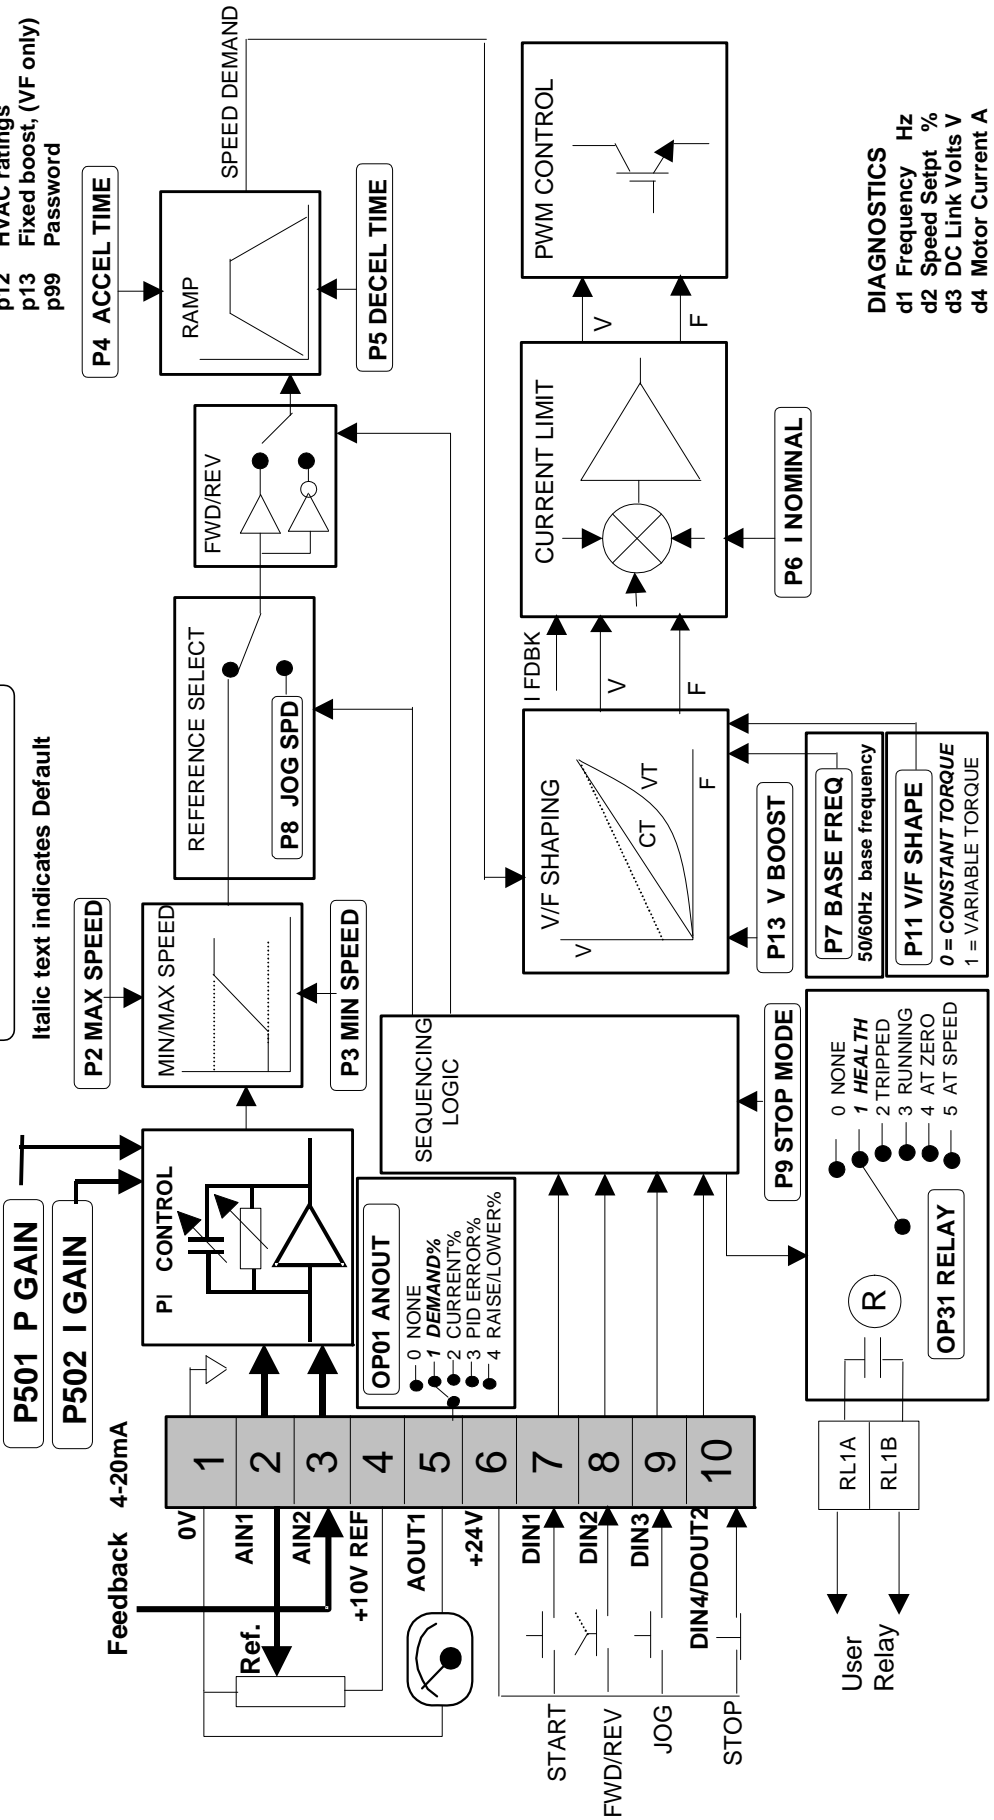 p12 HVAC ratings
p13 Fixed boost, (VF only)
p99 Password
Italic text indicates Default
P501 P GAIN
P502 I GAIN
P2 MAX SPEED
P4 ACCEL TIME
Feedback 4-20mA
PI CONTROL
MIN/MAX SPEED
P3 MIN SPEED
REFERENCE SELECT
P8 JOG SPD
FWD/REV
RAMP
P5 DECEL TIME
SPEED DEMAND
Ref.
0V
AIN1
AIN2
+10V REF
AOUT1
+24V
DIN1
DIN2
DIN3
DIN4/DOUT2
1
2
3
4
5
6
7
8
9
10
START
FWD/REV
JOG
STOP
OP01 ANOUT
0 NONE
1 DEMAND%
2 CURRENT%
3 PID ERROR%
4 RAISE/LOWER%
SEQUENCING
LOGIC
P9 STOP MODE
V/F SHAPING
V
CT
VT
F
P13 V BOOST
P7 BASE FREQ
50/60Hz base frequency
P11 V/F SHAPE
0 = CONSTANT TORQUE
1 = VARIABLE TORQUE
I FDBK
V
F
CURRENT LIMIT
P6 I NOMINAL
V
F
PWM CONTROL
User
Relay
RL1A
RL1B
R
OP31 RELAY
0 NONE
1 HEALTH
2 TRIPPED
3 RUNNING
4 AT ZERO
5 AT SPEED
DIAGNOSTICS
d1 Frequency Hz
d2 Speed Setpt %
d3 DC Link Volts V
d4 Motor Current A